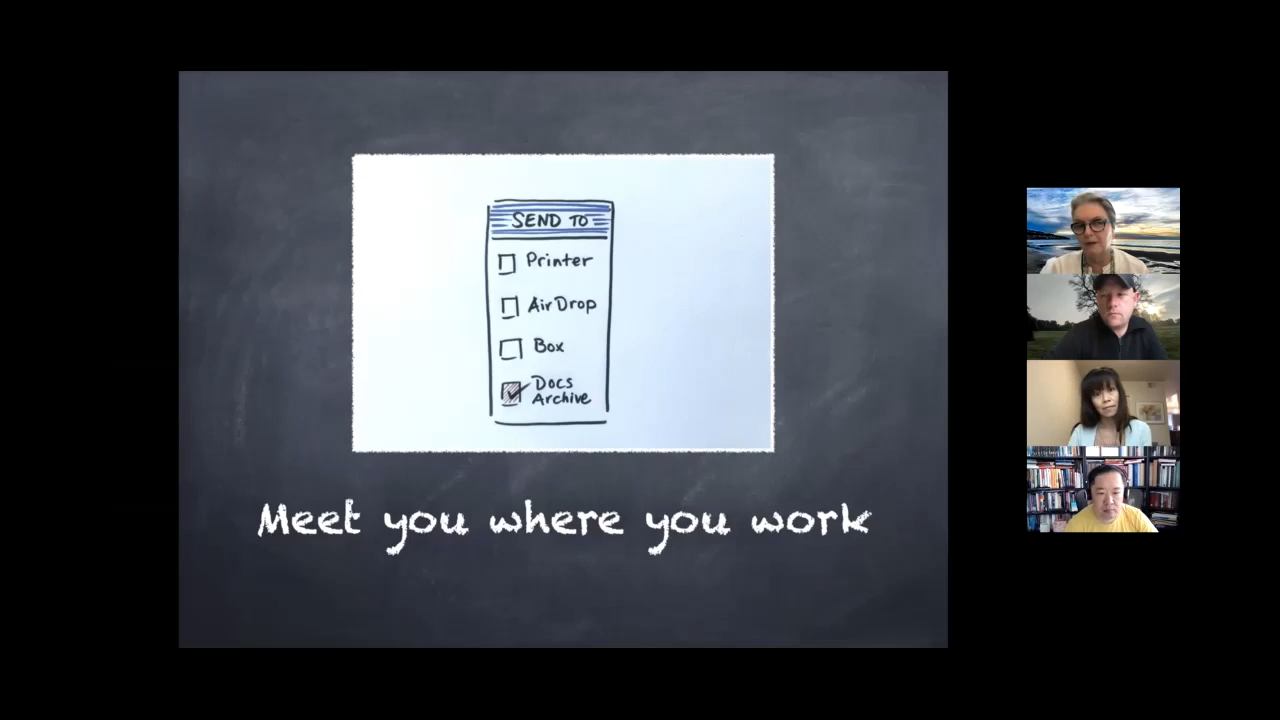 SEND TO
Printer
AirDrop
Box
Docs
Archive
Meet you where you work